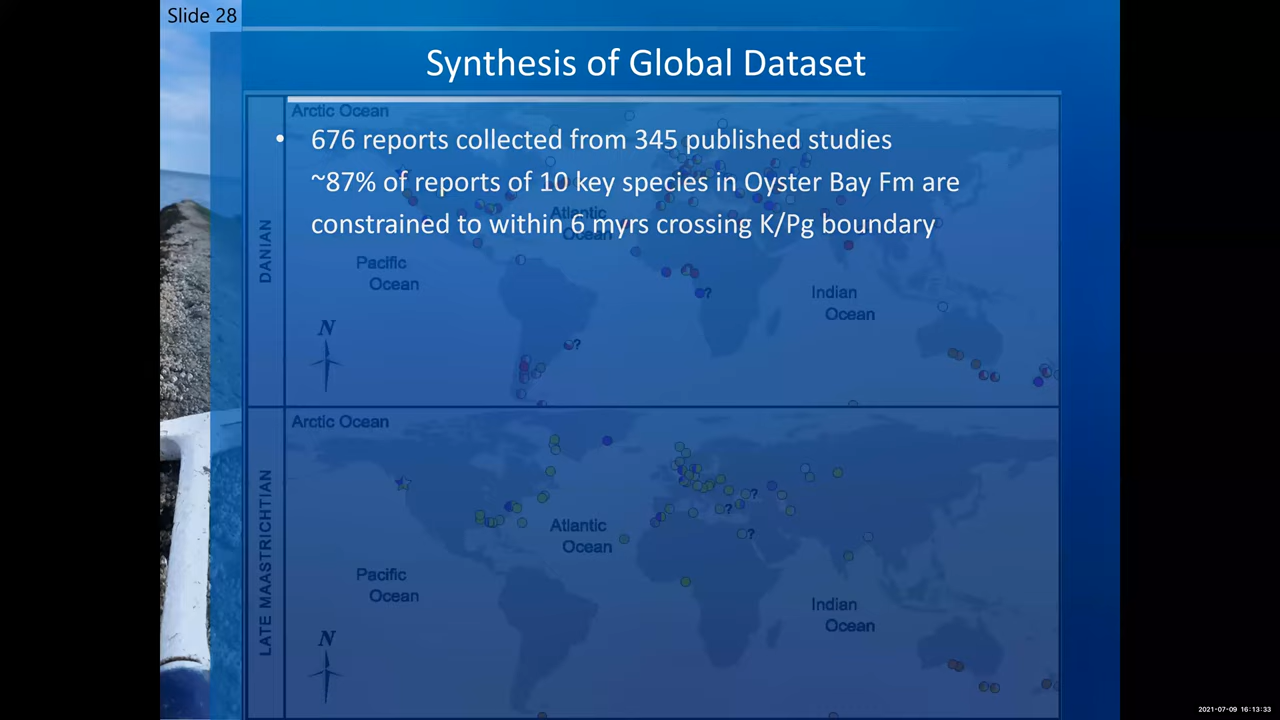 Slide 28
Synthesis of Global Dataset
• 676 reports collected from 345 published studies
~87% of reports of 10 key species in Oyster Bay Fm are
constrained to within 6 myrs crossing K/Pg boundary
DANIAN
Arctic Ocean
Atlantic
Ocean
Pacific
Ocean
Indian
Ocean
N
?
?
LATE MAASTRICHTIAN
Arctic Ocean
Atlantic
Ocean
Pacific
Ocean
Indian
Ocean
N
?
?
?
2021-07-09 16:13:33